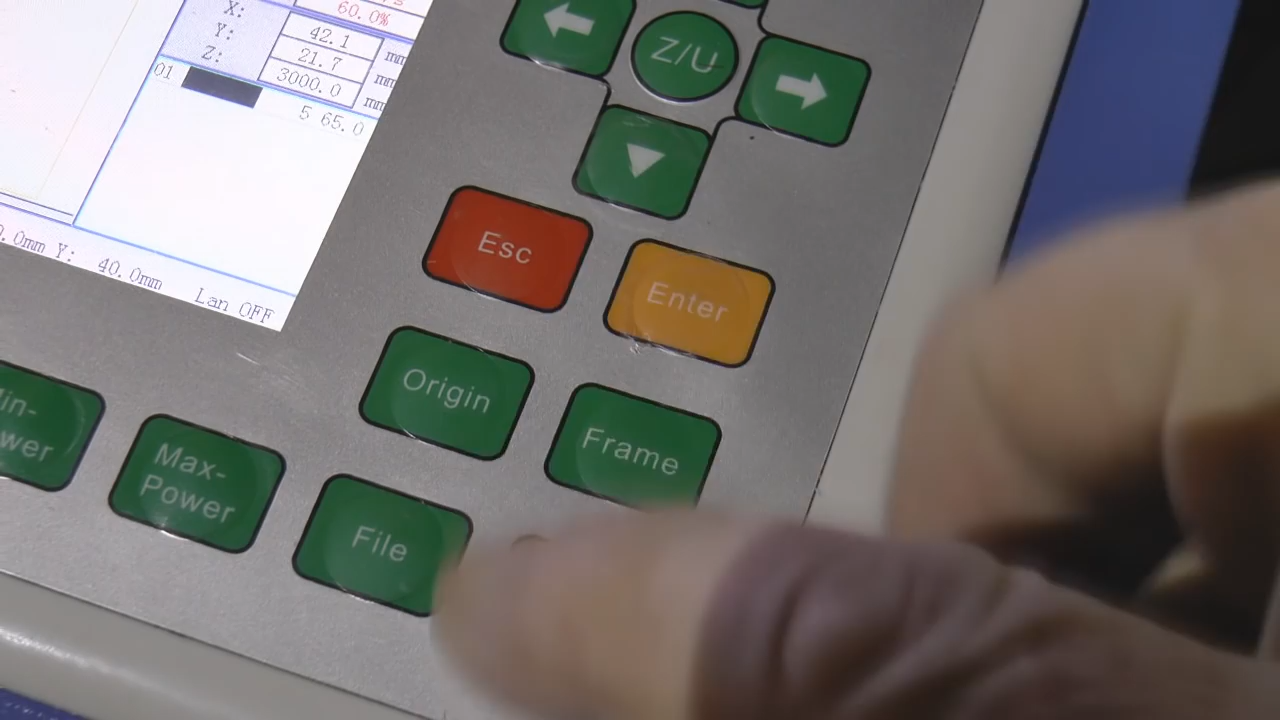 60.0%
X: 42.1 mm
Y: 21.7 mm
Z: 3000.0 mm
01
5 65.0
.0mm Y: 40.0mm Lan OFF
Z/U
Esc
Enter
Origin
Frame
Max-
Power
File